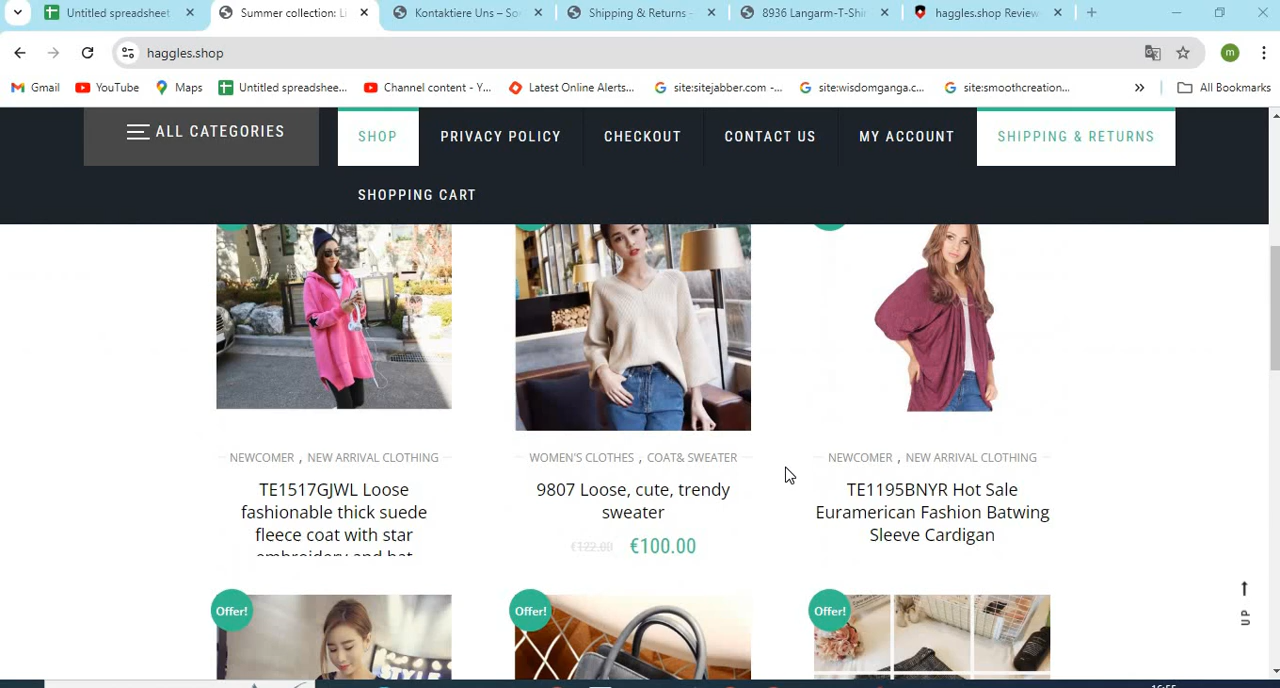 Untitled spreadsheet
Summer collection: Li
Kontaktiere Uns – So
Shipping & Returns -
8936 Langarm-T-Shir
haggles.shop Review
haggles.shop
m
Gmail
YouTube
Maps
Untitled spreadshee...
Channel content - Y...
Latest Online Alerts...
site:sitejabber.com -...
site:wisdomganga.c...
site:smoothcreation...
All Bookmarks
ALL CATEGORIES
SHOP
PRIVACY POLICY
CHECKOUT
CONTACT US
MY ACCOUNT
SHIPPING & RETURNS
SHOPPING CART
NEWCOMER , NEW ARRIVAL CLOTHING
TE1517GJWL Loose
fashionable thick suede
fleece coat with star
embroidery and hat
WOMEN'S CLOTHES , COAT& SWEATER
9807 Loose, cute, trendy
sweater
€122.00 €100.00
NEWCOMER , NEW ARRIVAL CLOTHING
TE1195BNYR Hot Sale
Euramerican Fashion Batwing
Sleeve Cardigan
Offer!
Offer!
Offer!
UP